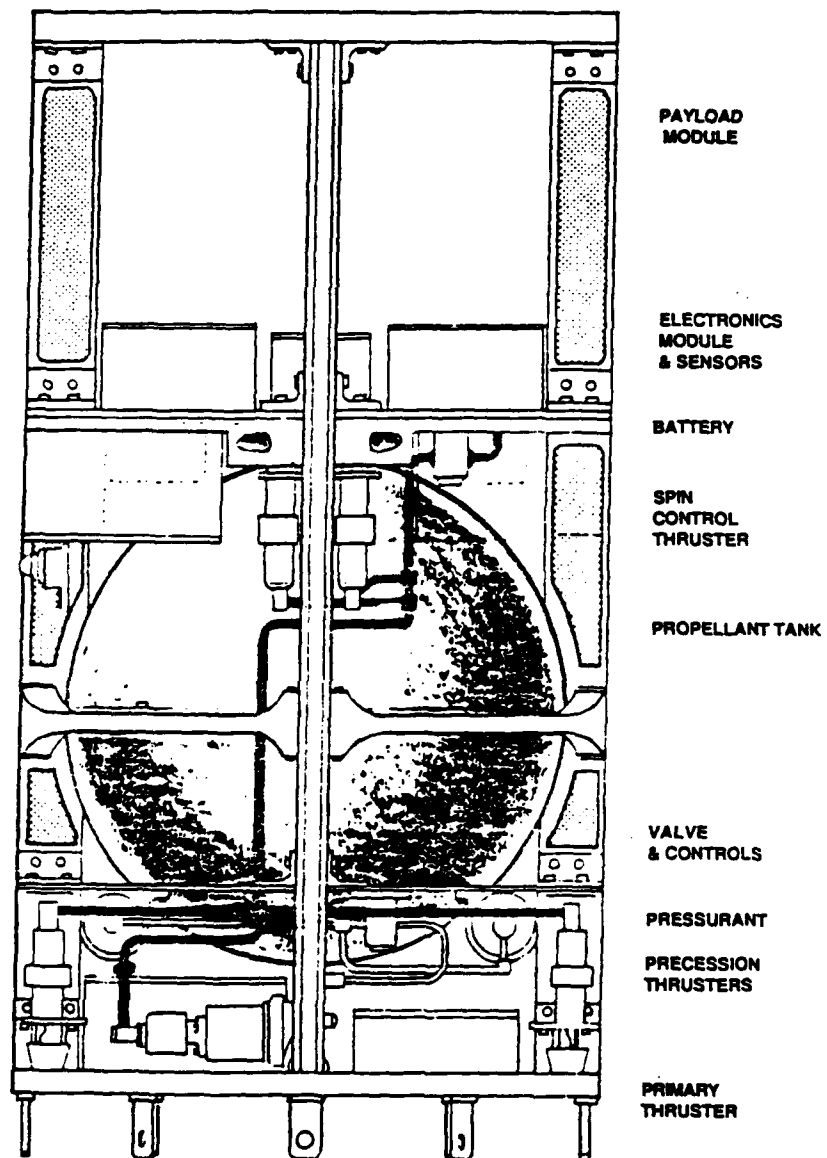 PAYLOAD
MODULE
ELECTRONICS
MODULE
& SENSORS
BATTERY
SPIN
CONTROL
THRUSTER
PROPELLANT TANK
VALVE
& CONTROLS
PRESSURANT
PRECESSION
THRUSTERS
PRIMARY
THRUSTER